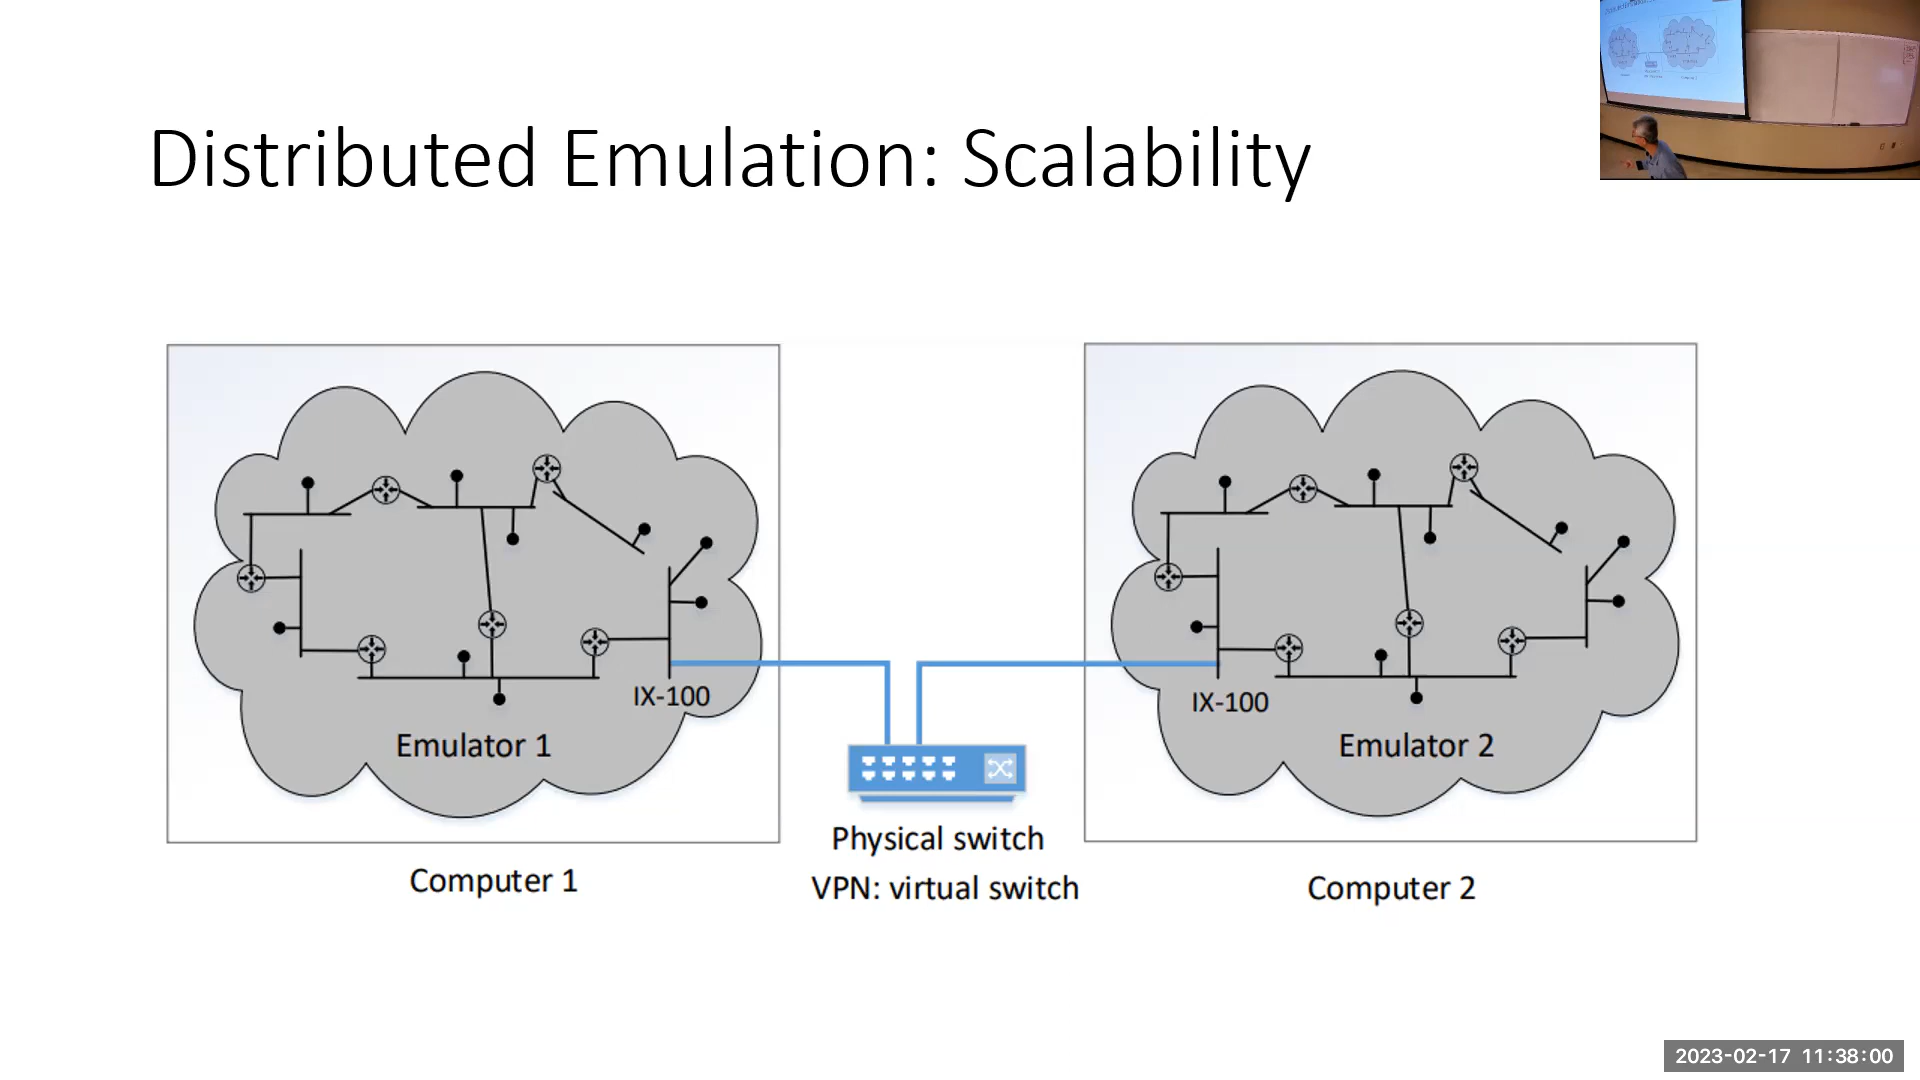 Distributed Emulation: Scalability
IX-100
Emulator 1
Computer 1
Physical switch
VPN: virtual switch
IX-100
Emulator 2
Computer 2
2023-02-17 11:38:00